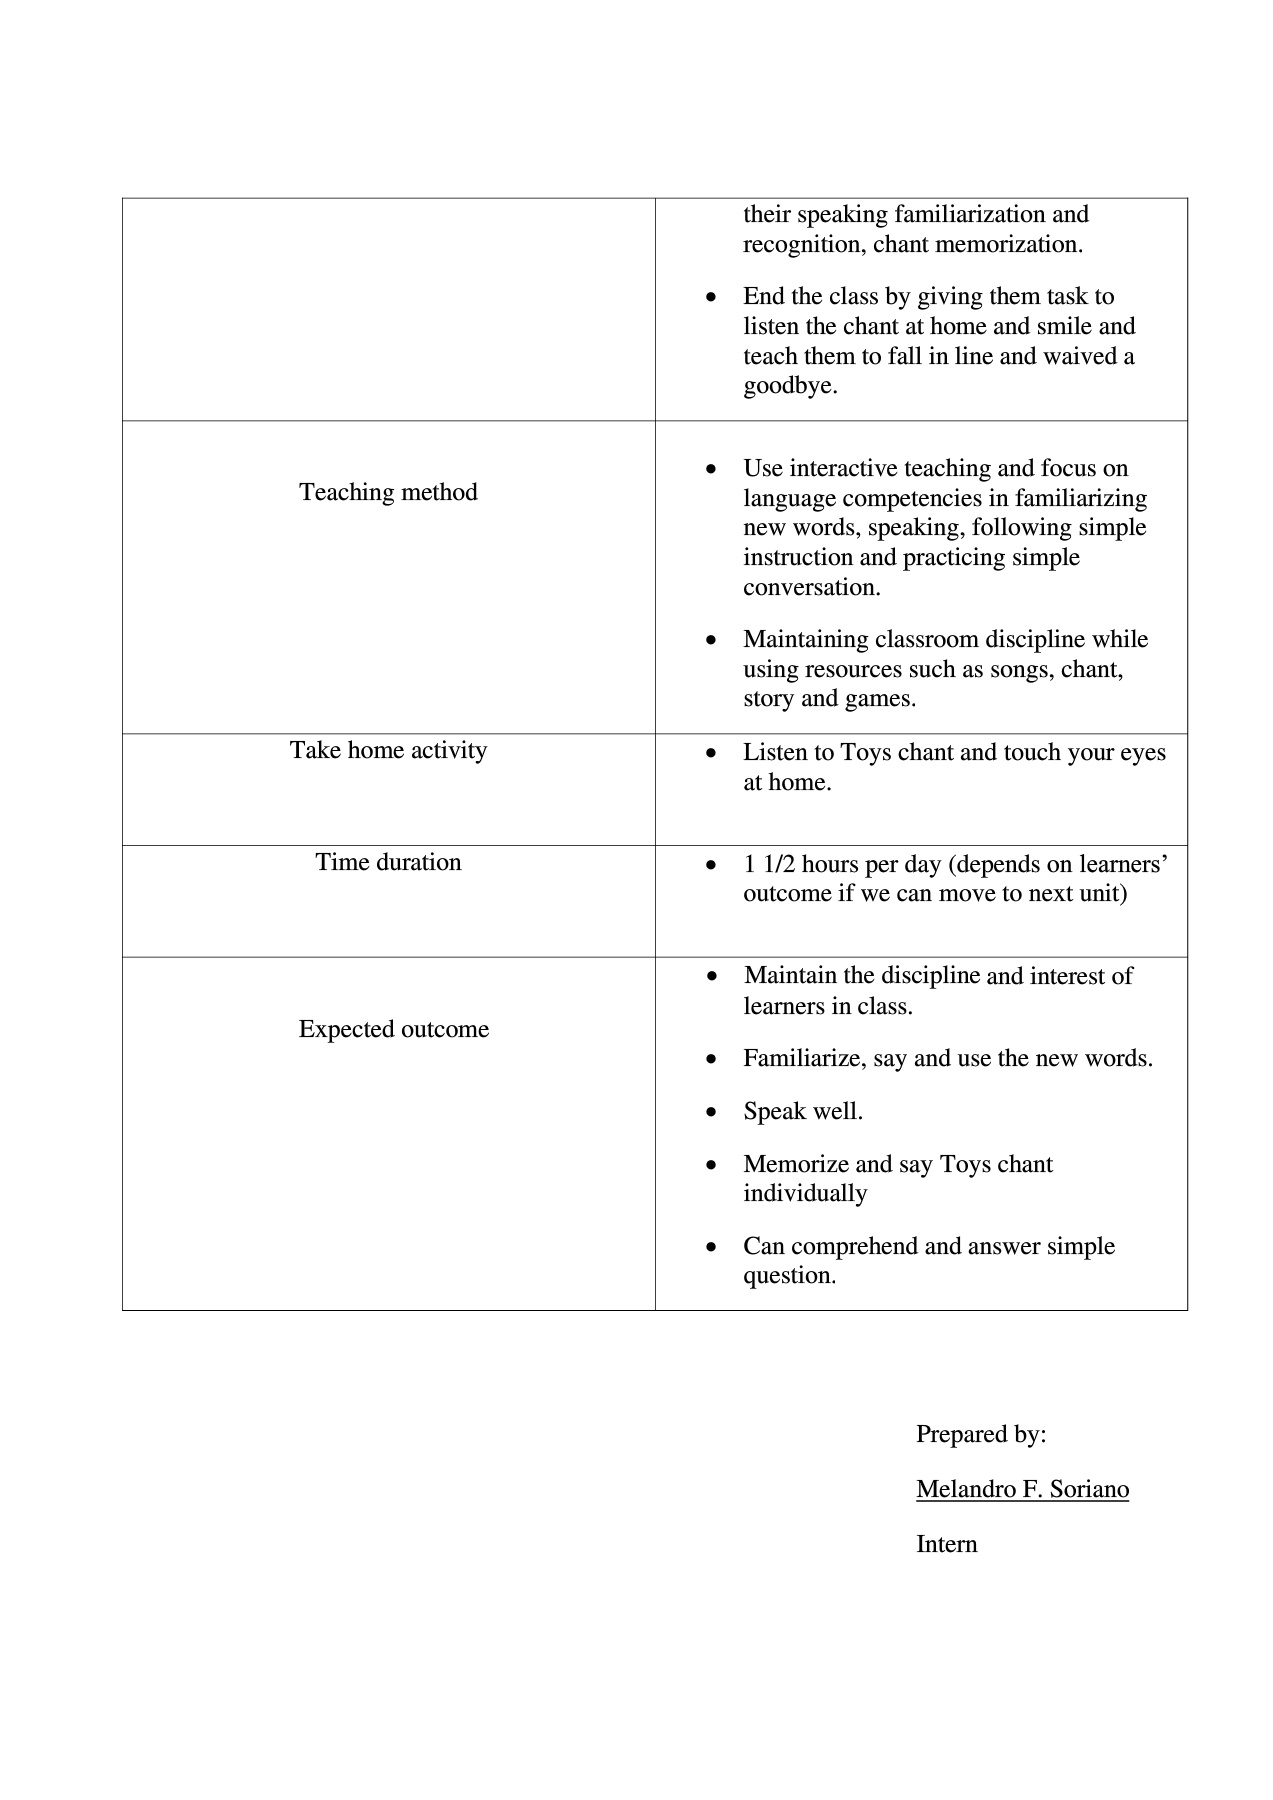 their speaking familiarization and
recognition, chant memorization.
• End the class by giving them task to
listen the chant at home and smile and
teach them to fall in line and waived a
goodbye.
Teaching method
• Use interactive teaching and focus on
language competencies in familiarizing
new words, speaking, following simple
instruction and practicing simple
conversation.
• Maintaining classroom discipline while
using resources such as songs, chant,
story and games.
Take home activity
• Listen to Toys chant and touch your eyes
at home.
Time duration
• 1 1/2 hours per day (depends on learners’
outcome if we can move to next unit)
Expected outcome
• Maintain the discipline and interest of
learners in class.
• Familiarize, say and use the new words.
• Speak well.
• Memorize and say Toys chant
individually
• Can comprehend and answer simple
question.
Prepared by:
Melandro F. Soriano
Intern